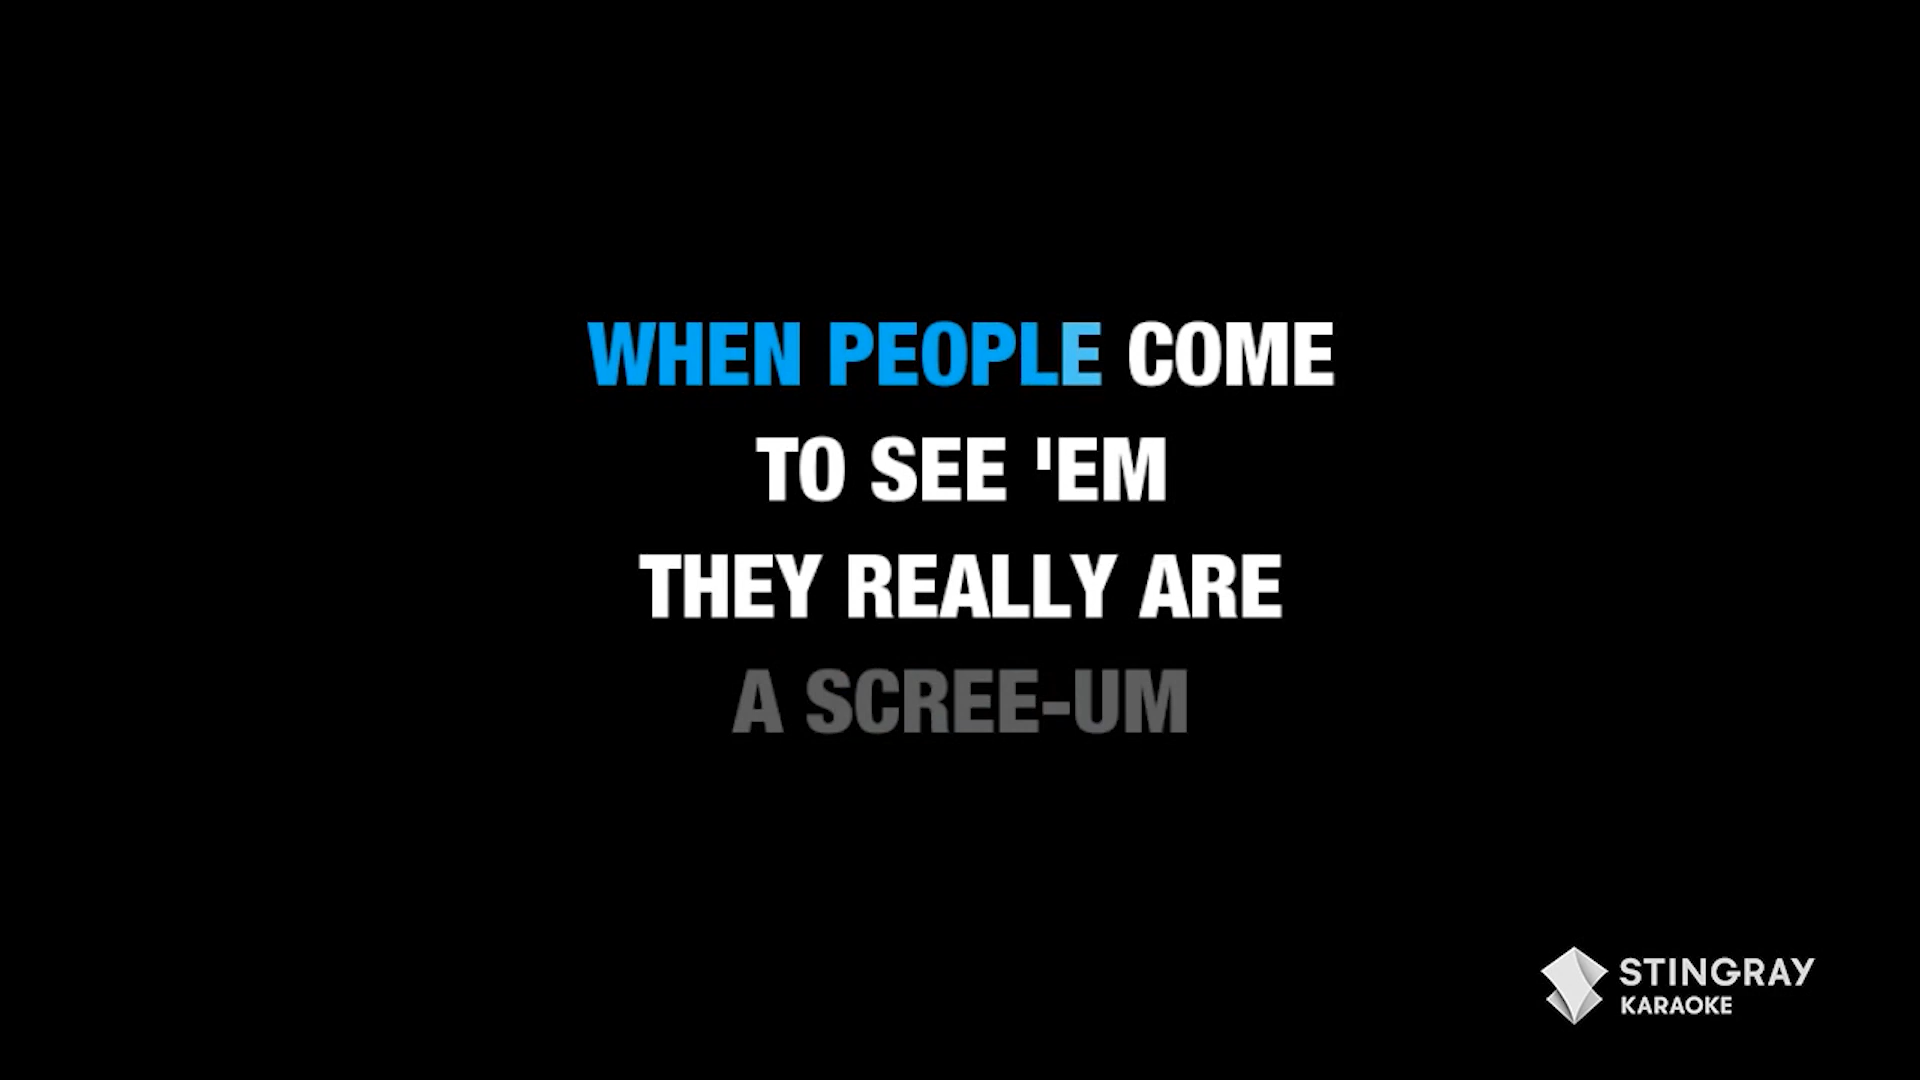 WHEN PEOPLE COME
TO SEE 'EM
THEY REALLY ARE
A SCREE-UM
STINGRAY
KARAOKE